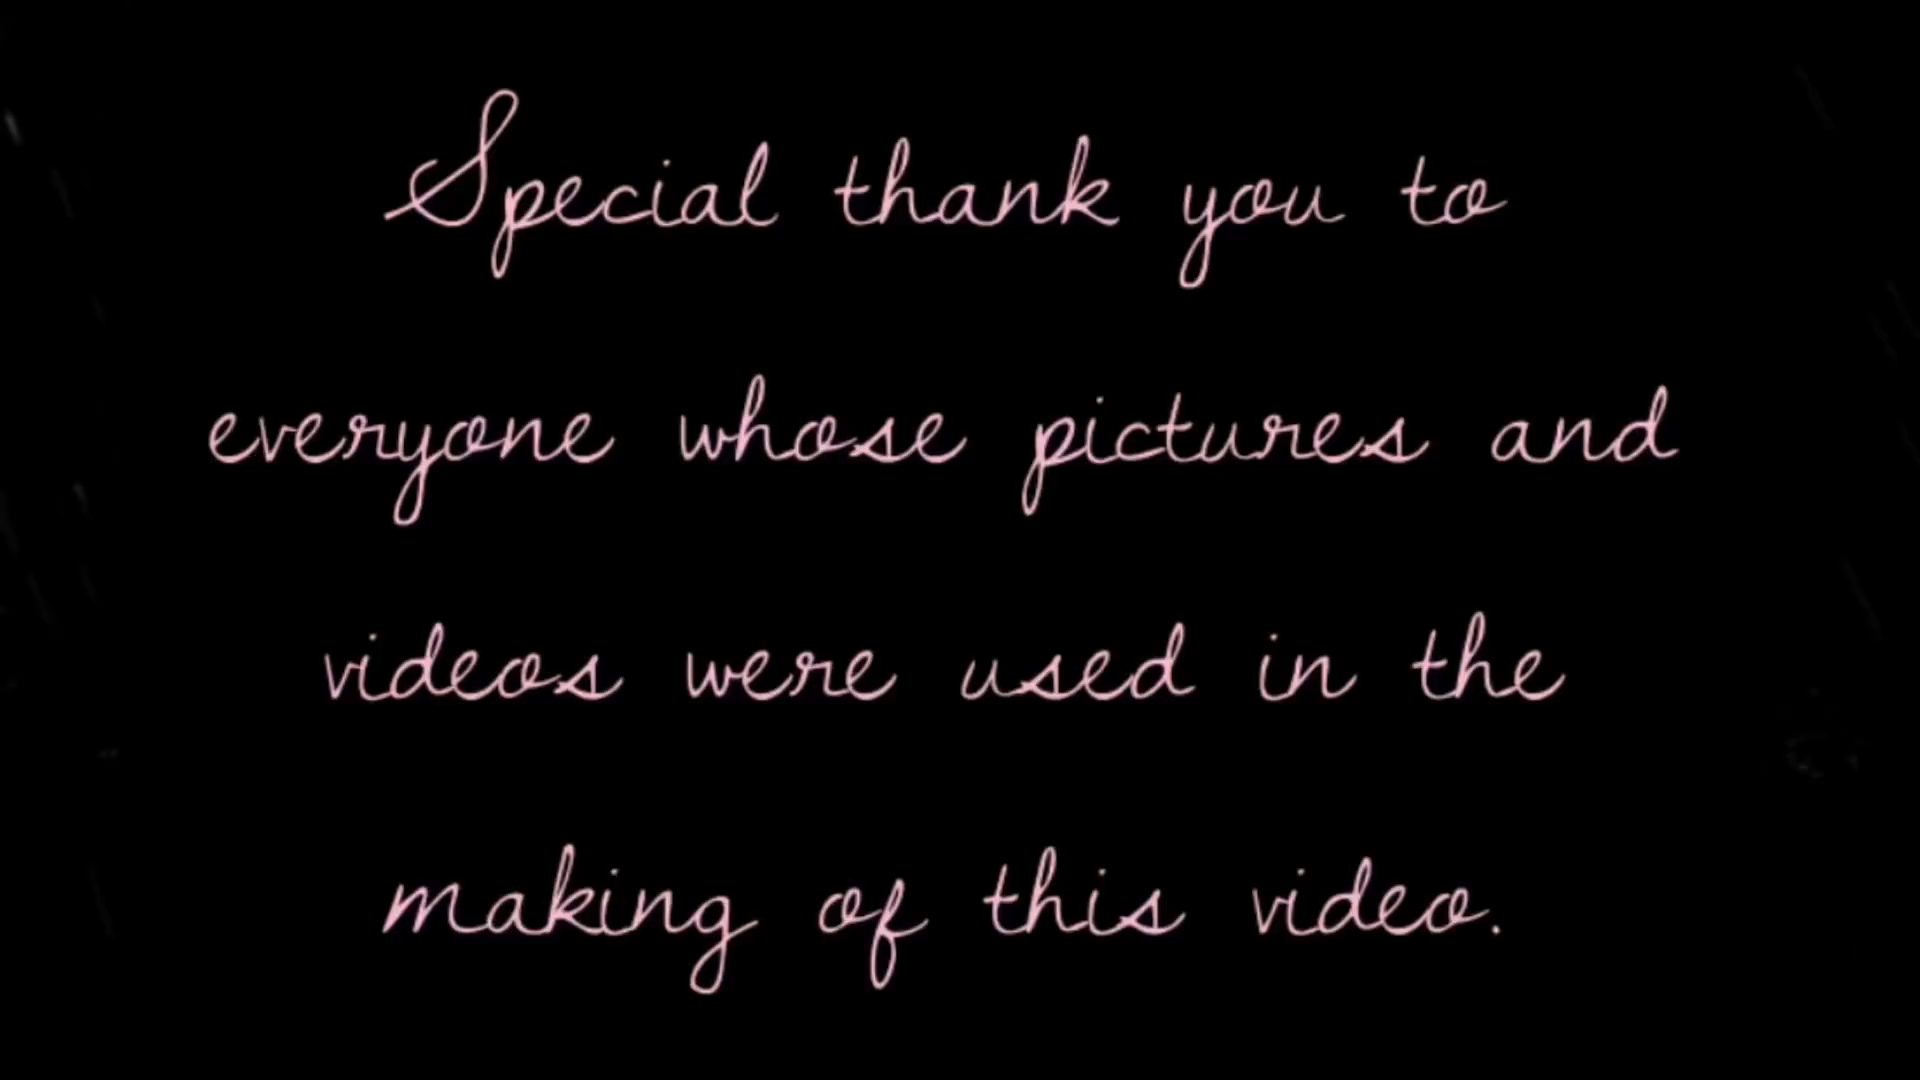 Special thank you to
everyone whose pictures and
videos were used in the
making of this video.